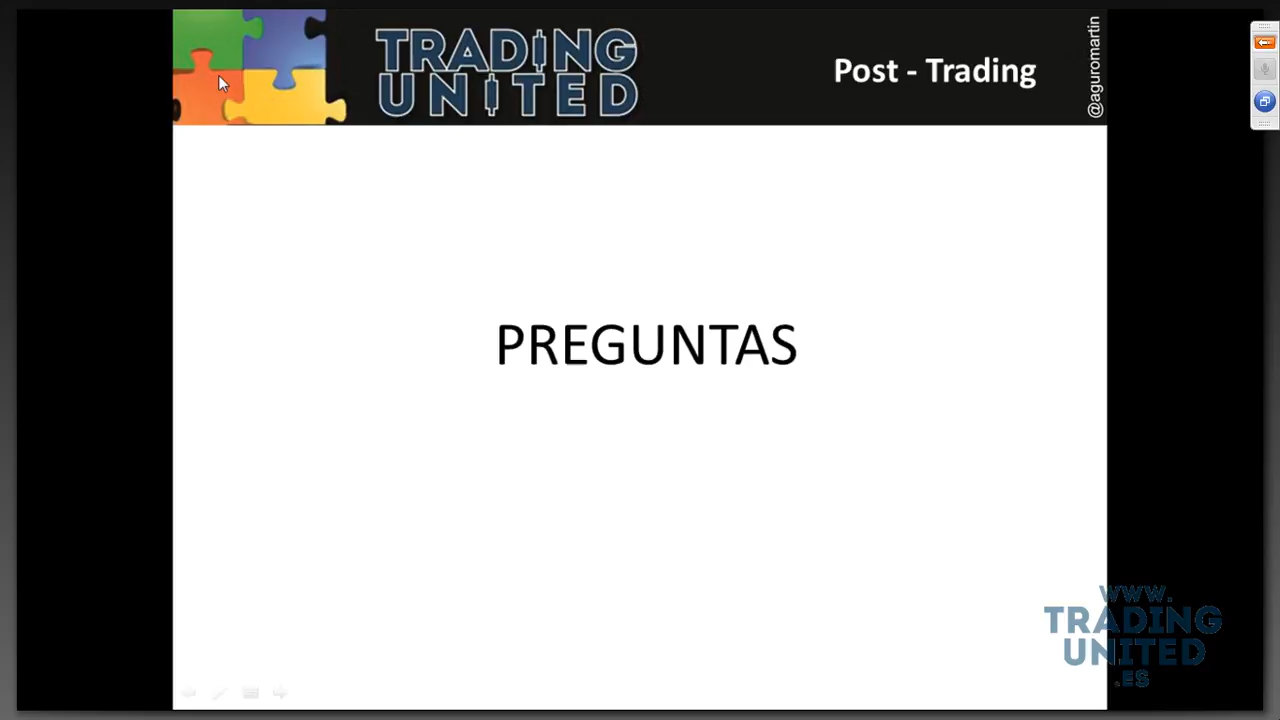 TRADING
UNITED
Post - Trading
@aguromartin
PREGUNTAS
www.
TRADING
UNITED
.ES